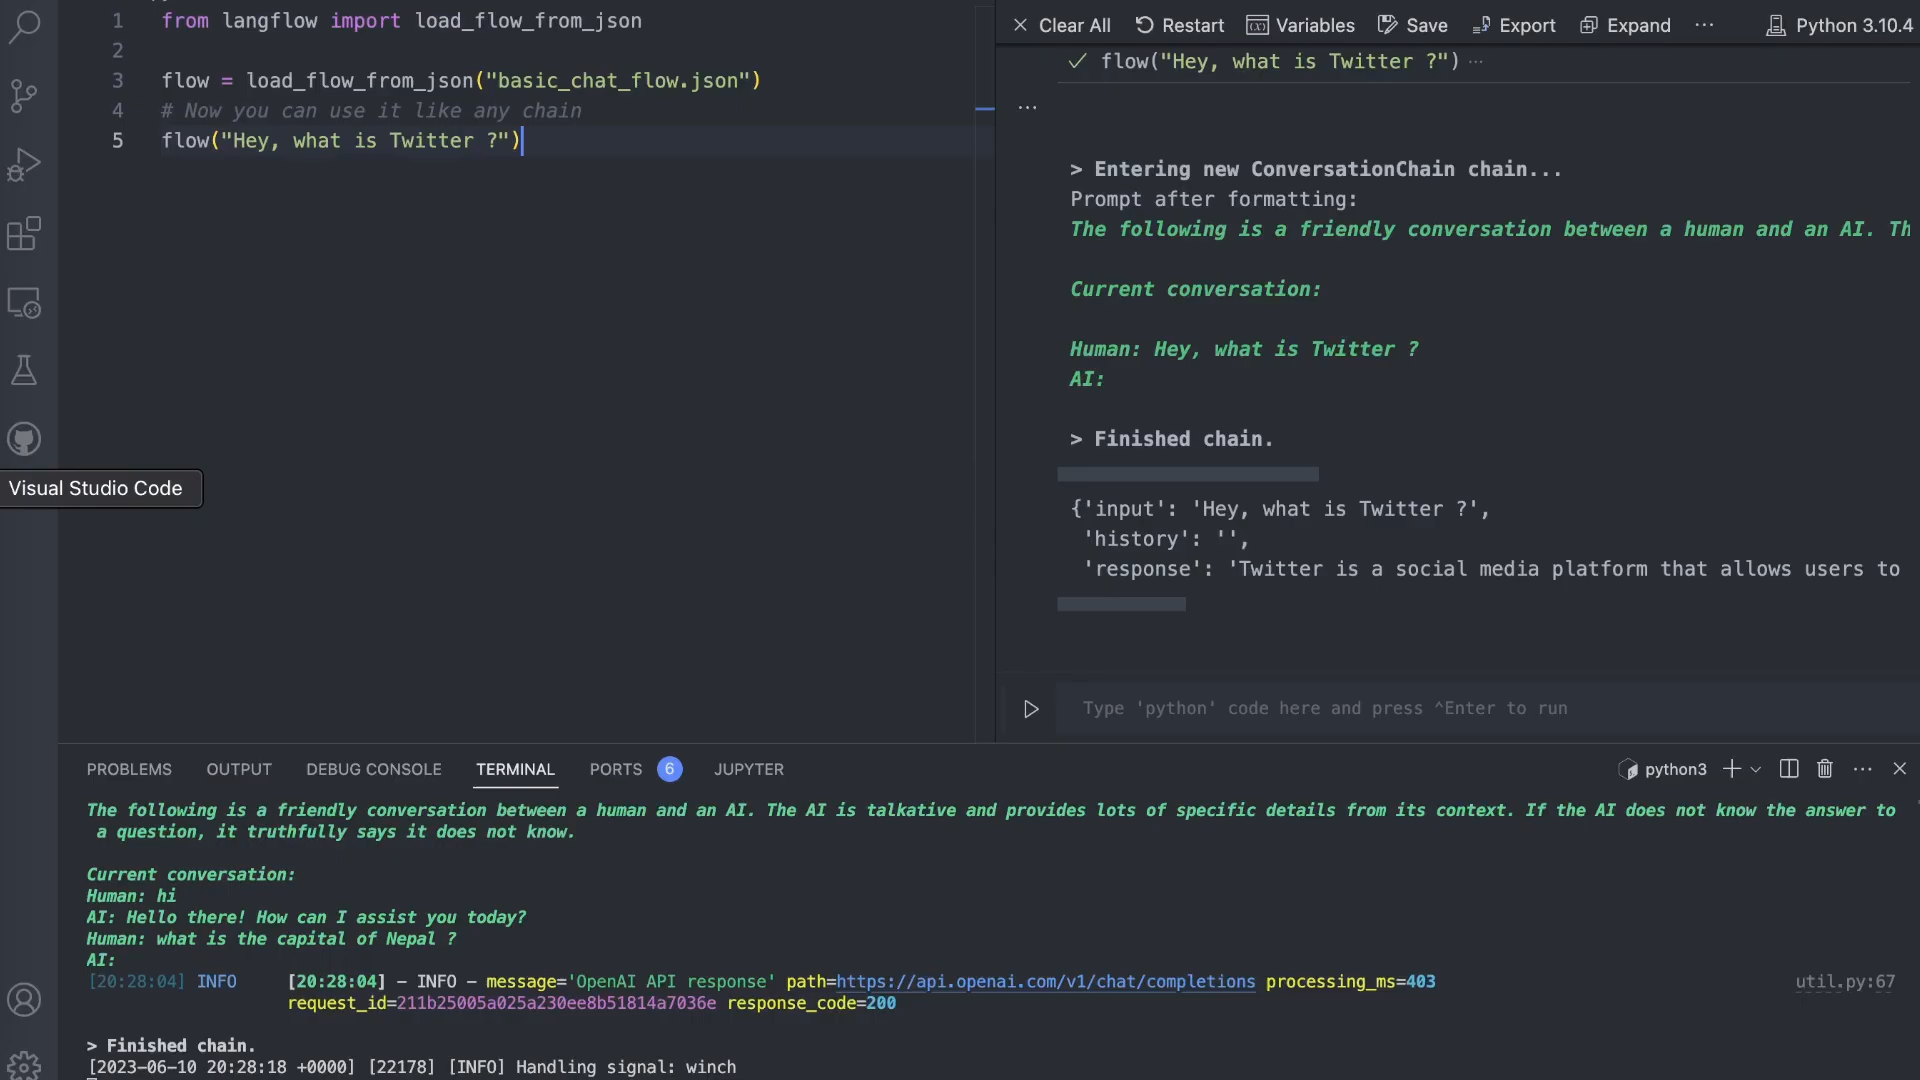 1 from langflow import load_flow_from_json
2
3 flow = load_flow_from_json("basic_chat_flow.json")
4 # Now you can use it like any chain
5 flow("Hey, what is Twitter ?")
Visual Studio Code
Clear All Restart Variables Save Export Expand ··· Python 3.10.4
flow("Hey, what is Twitter ?") ···
...
> Entering new ConversationChain chain...
Prompt after formatting:
The following is a friendly conversation between a human and an AI. Th
Current conversation:
Human: Hey, what is Twitter ?
AI:
> Finished chain.
{'input': 'Hey, what is Twitter ?',
'history': '',
'response': 'Twitter is a social media platform that allows users to
Type 'python' code here and press ^Enter to run
PROBLEMS OUTPUT DEBUG CONSOLE TERMINAL PORTS 6 JUPYTER
python3
The following is a friendly conversation between a human and an AI. The AI is talkative and provides lots of specific details from its context. If the AI does not know the answer to
a question, it truthfully says it does not know.
Current conversation:
Human: hi
AI: Hello there! How can I assist you today?
Human: what is the capital of Nepal ?
AI:
[20:28:04] INFO [20:28:04] - INFO - message='OpenAI API response' path=https://api.openai.com/v1/chat/completions processing_ms=403 util.py:67
request_id=211b25005a025a230ee8b51814a7036e response_code=200
> Finished chain.
[2023-06-10 20:28:18 +0000] [22178] [INFO] Handling signal: winch